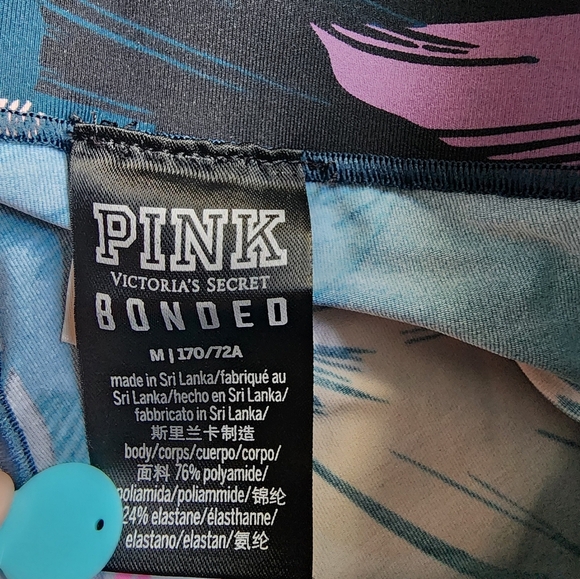 PINK
VICTORIA'S SECRET
BONDED
M | 170/72A
made in Sri Lanka/fabriqué au
Sri Lanka/hecho en Sri Lanka/
fabbricato in Sri Lanka/
斯里兰卡制造
body/corps/cuerpo/corpo/
面料 76% polyamide/
poliamida/poliammide/锦纶
24% elastane/élasthanne/
elastano/elastan/氨纶